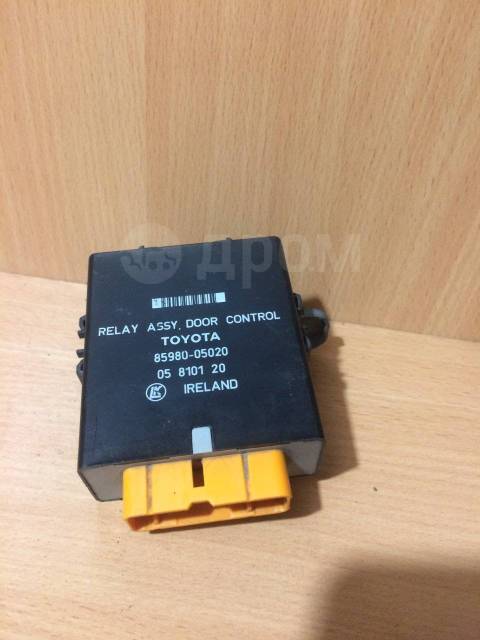 дром
RELAY ASSY, DOOR CONTROL
TOYOTA
85980-05020
05 8101 20
IRELAND